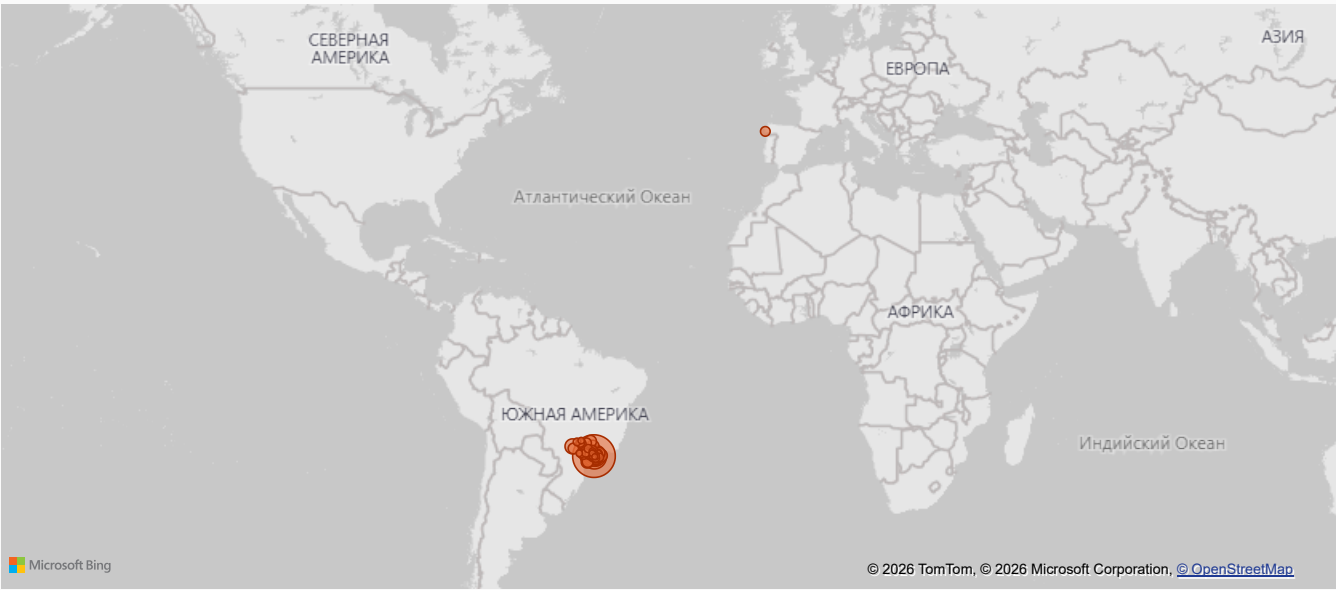 СЕВЕРНАЯ
АМЕРИКА
АЗИЯ
ЕВРОПА
Атлантический Океан
АФРИКА
ЮЖНАЯ АМЕРИКА
Индийский Океан
Microsoft Bing
© 2026 TomTom, © 2026 Microsoft Corporation, © OpenStreetMap